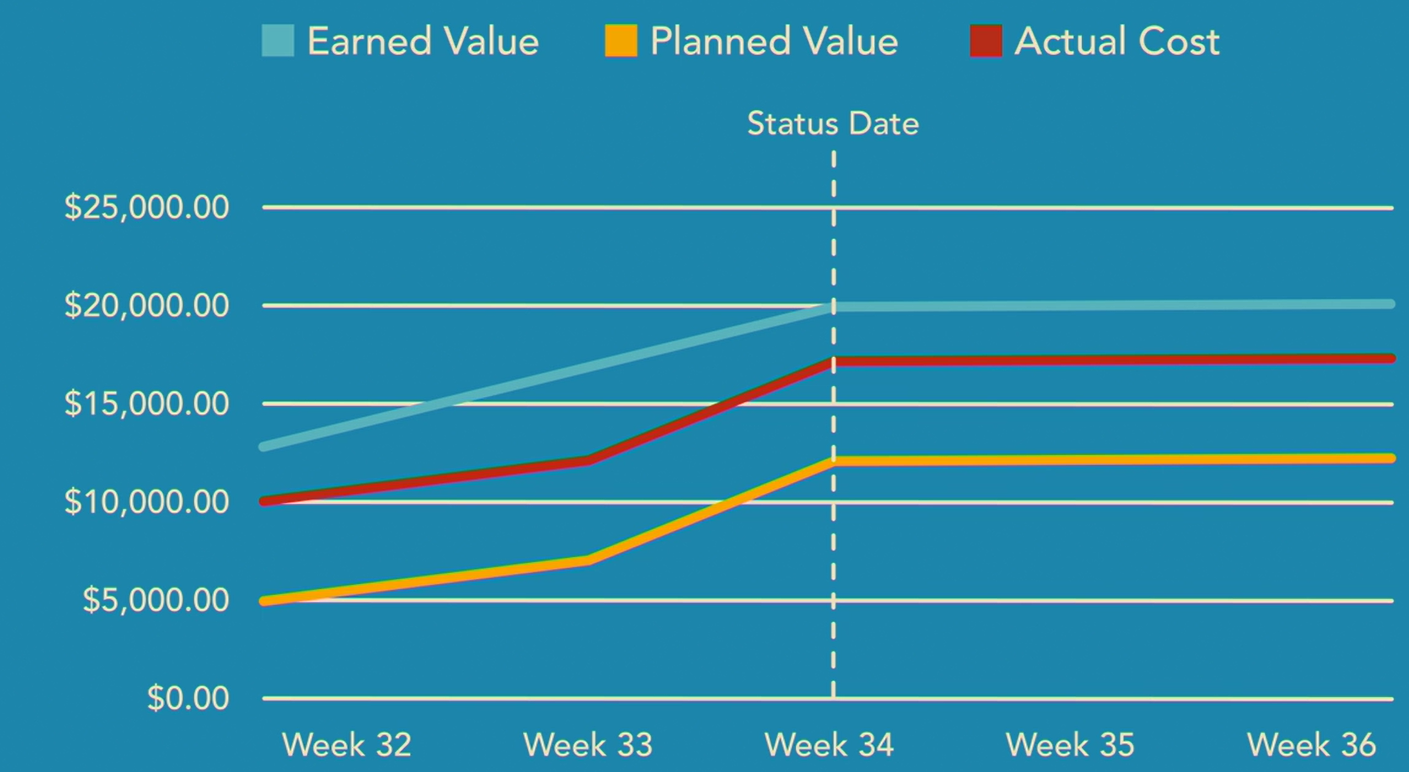 Earned Value Planned Value Actual Cost
Status Date
$25,000.00
$20,000.00
$15,000.00
$10,000.00
$5,000.00
$0.00
Week 32 Week 33 Week 34 Week 35 Week 36